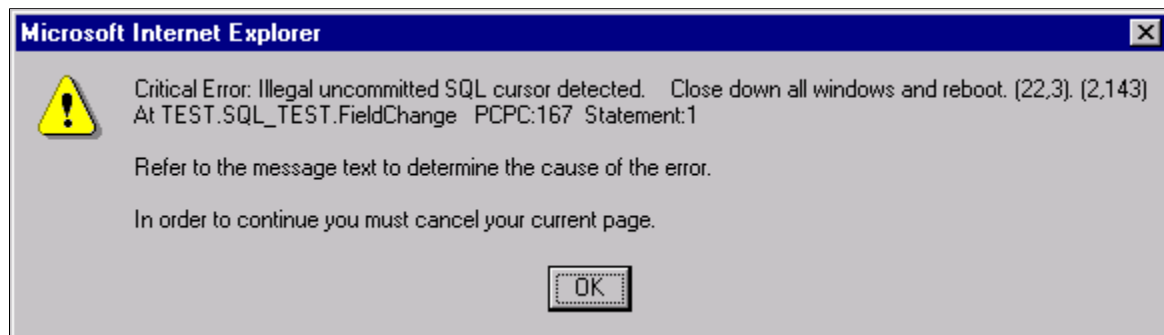 Microsoft Internet Explorer
Critical Error: Illegal uncommitted SQL cursor detected.   Close down all windows and reboot. (22,3). (2,143)
At TEST.SQL_TEST.FieldChange   PCPC:167  Statement:1
Refer to the message text to determine the cause of the error.
In order to continue you must cancel your current page.
OK